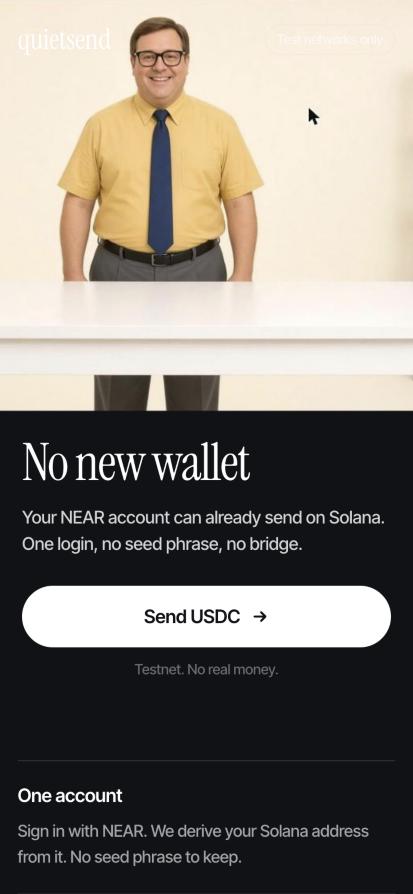 quietsend
Test networks only
No new wallet
Your NEAR account can already send on Solana.
One login, no seed phrase, no bridge.
Send USDC →
Testnet. No real money.
One account
Sign in with NEAR. We derive your Solana address
from it. No seed phrase to keep.